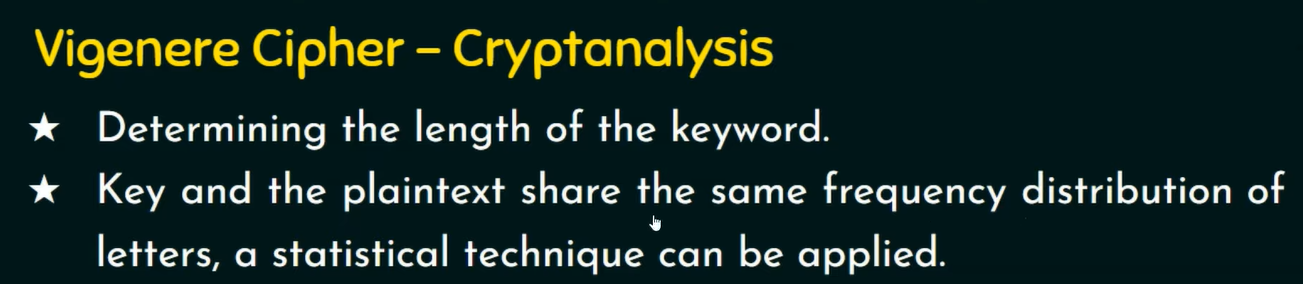 Vigenere Cipher – Cryptanalysis
★ Determining the length of the keyword.
★ Key and the plaintext share the same frequency distribution of
letters, a statistical technique can be applied.